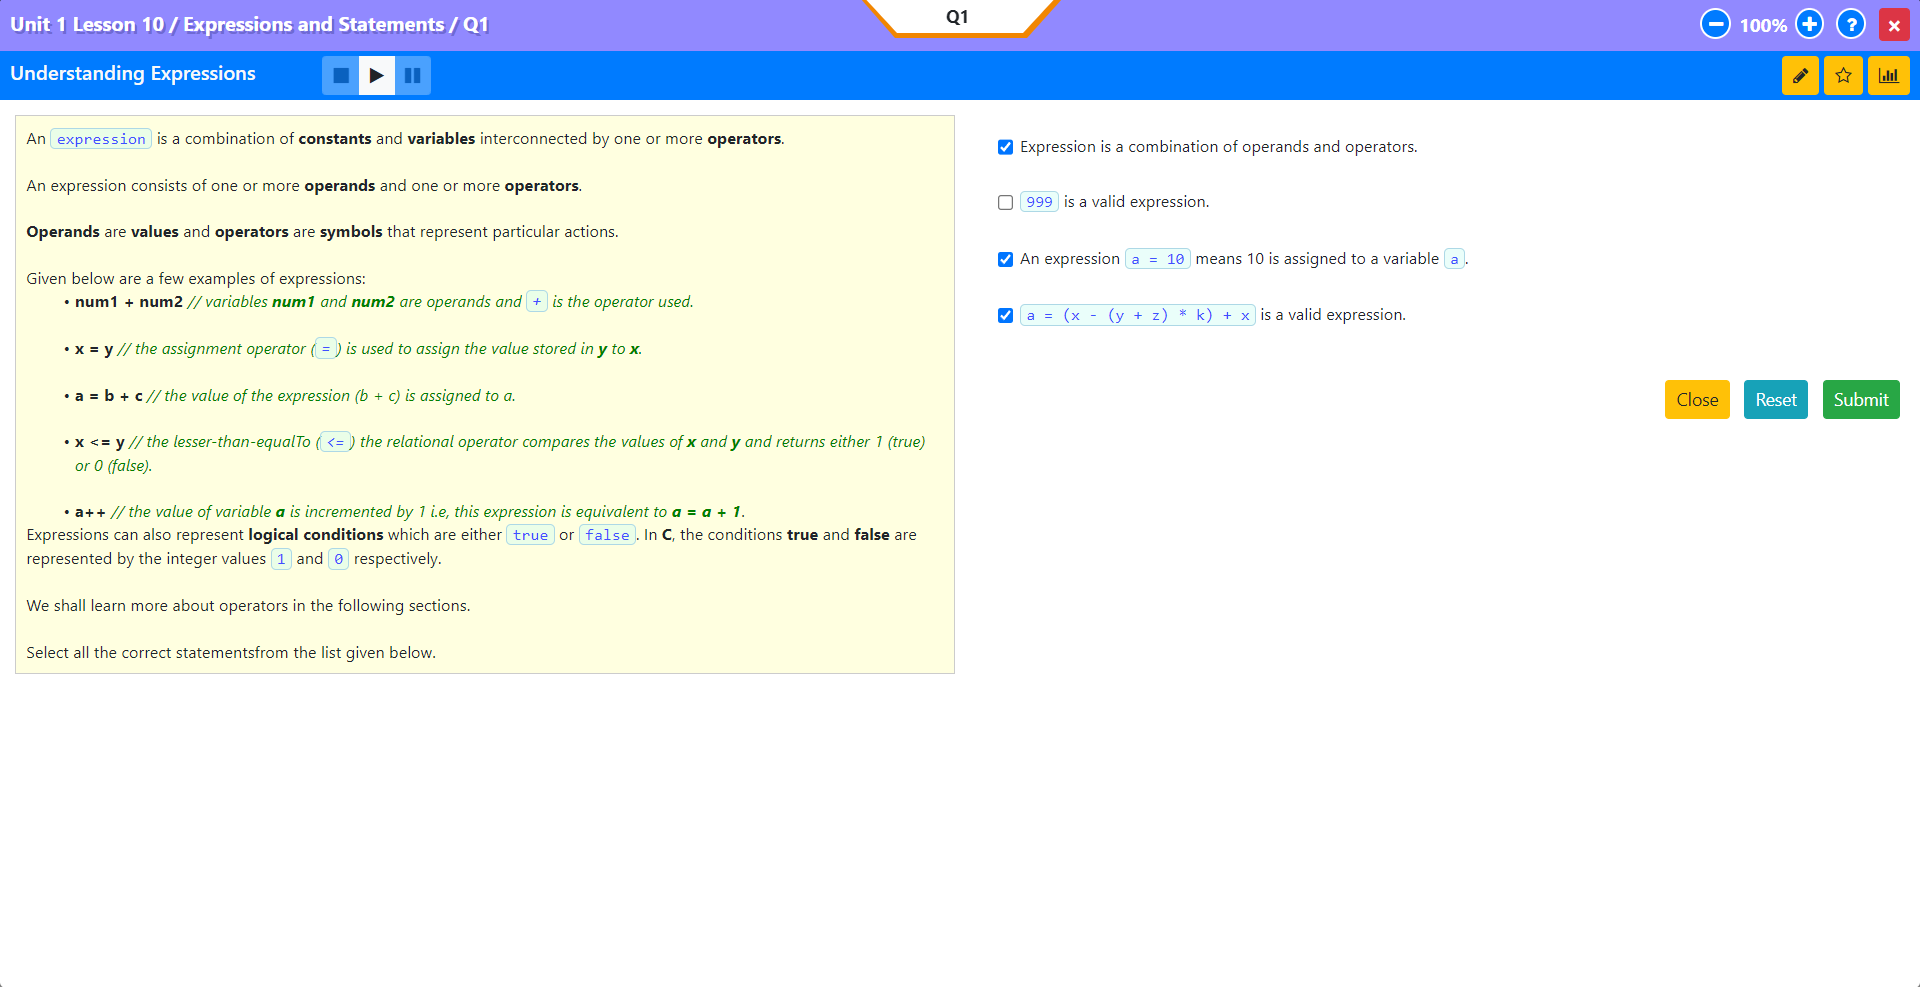 Unit 1 Lesson 10 / Expressions and Statements / Q1
Q1
100%
?
Understanding Expressions
An expression is a combination of constants and variables interconnected by one or more operators.
An expression consists of one or more operands and one or more operators.
Operands are values and operators are symbols that represent particular actions.
Given below are a few examples of expressions:
• num1 + num2 // variables num1 and num2 are operands and + is the operator used.
• x = y // the assignment operator ( = ) is used to assign the value stored in y to x.
• a = b + c // the value of the expression (b + c) is assigned to a.
• x <= y // the lesser-than-equalTo ( <= ) the relational operator compares the values of x and y and returns either 1 (true)
or 0 (false).
• a++ // the value of variable a is incremented by 1 i.e, this expression is equivalent to a = a + 1.
Expressions can also represent logical conditions which are either true or false. In C, the conditions true and false are
represented by the integer values 1 and 0 respectively.
We shall learn more about operators in the following sections.
Select all the correct statementsfrom the list given below.
Expression is a combination of operands and operators.
999 is a valid expression.
An expression a = 10 means 10 is assigned to a variable a.
a = (x - (y + z) * k) + x is a valid expression.
Close Reset Submit